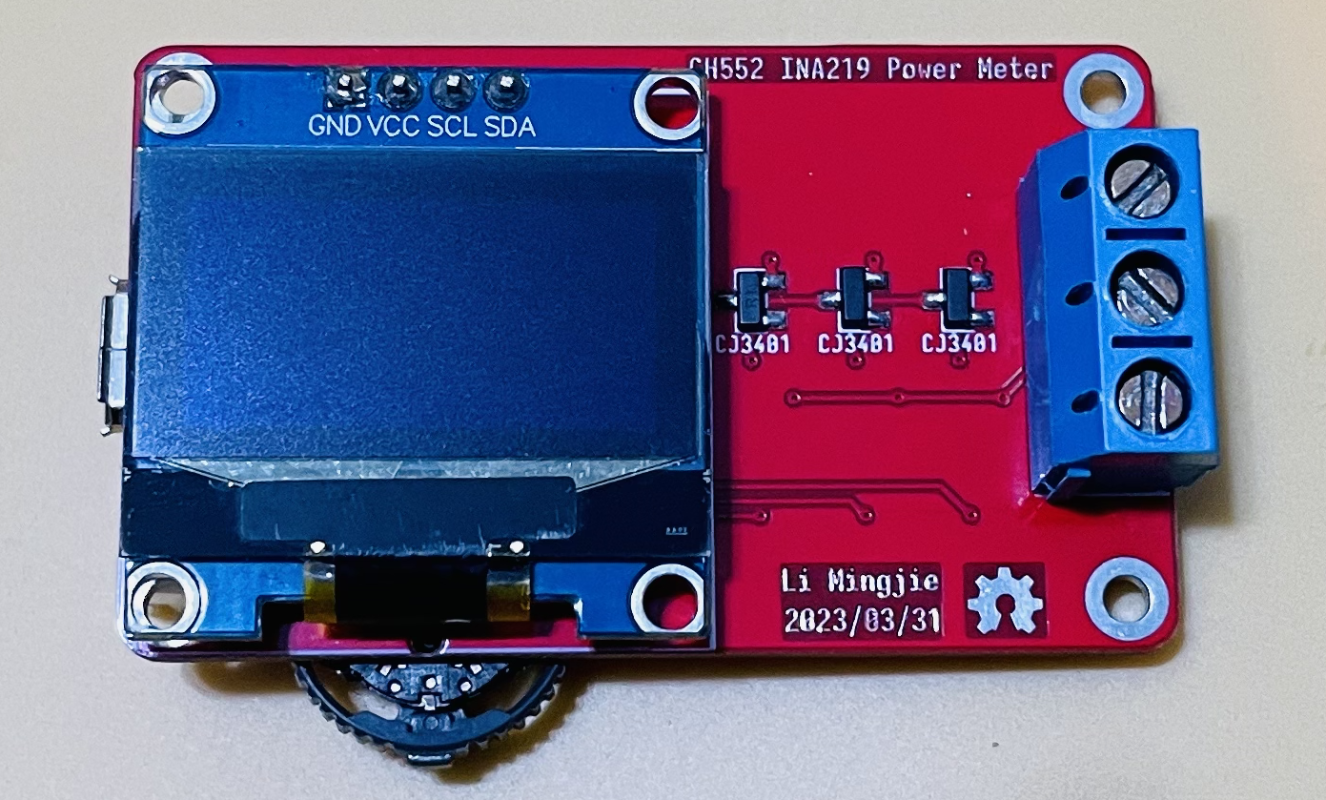 CH552 INA219 Power Meter
GND VCC SCL SDA
CJ3401 CJ3401 CJ3401
Li Mingjie
2023/03/31